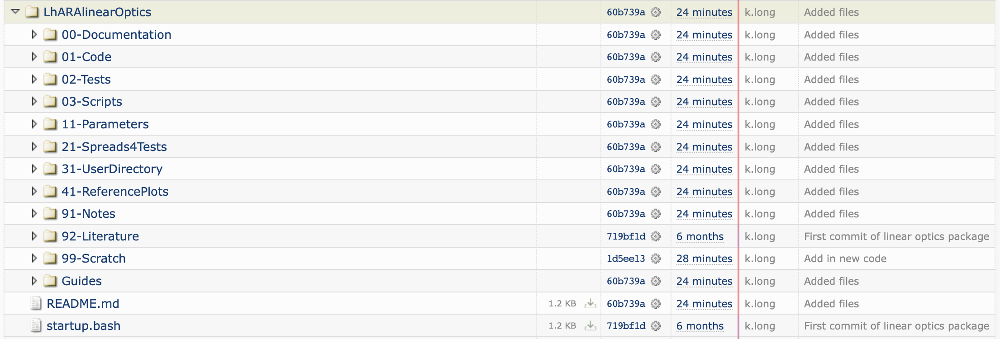 LhARAlinearOptics 60b739a 24 minutes k.long Added files
00-Documentation 60b739a 24 minutes k.long Added files
01-Code 60b739a 24 minutes k.long Added files
02-Tests 60b739a 24 minutes k.long Added files
03-Scripts 60b739a 24 minutes k.long Added files
11-Parameters 60b739a 24 minutes k.long Added files
21-Spreads4Tests 60b739a 24 minutes k.long Added files
31-UserDirectory 60b739a 24 minutes k.long Added files
41-ReferencePlots 60b739a 24 minutes k.long Added files
91-Notes 60b739a 24 minutes k.long Added files
92-Literature 719bf1d 6 months k.long First commit of linear optics package
99-Scratch 1d5ee13 28 minutes k.long Add in new code
Guides 60b739a 24 minutes k.long Added files
README.md 1.2 KB 60b739a 24 minutes k.long Added files
startup.bash 1.2 KB 719bf1d 6 months k.long First commit of linear optics package